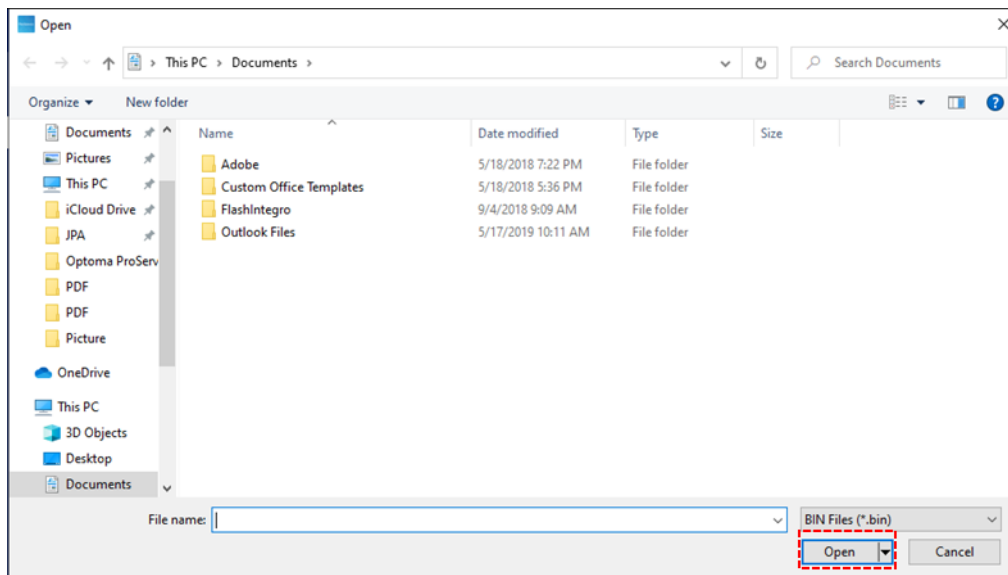 Open
This PC > Documents >
Search Documents
Organize
New folder
Name
Date modified
Type
Size
Adobe 5/18/2018 7:22 PM File folder
Custom Office Templates 5/18/2018 5:36 PM File folder
FlashIntegro 9/4/2018 9:09 AM File folder
Outlook Files 5/17/2019 10:11 AM File folder
Documents
Pictures
This PC
iCloud Drive
JPA
Optoma ProServ
PDF
PDF
Picture
OneDrive
This PC
3D Objects
Desktop
Documents
File name:
BIN Files (*.bin)
Open
Cancel